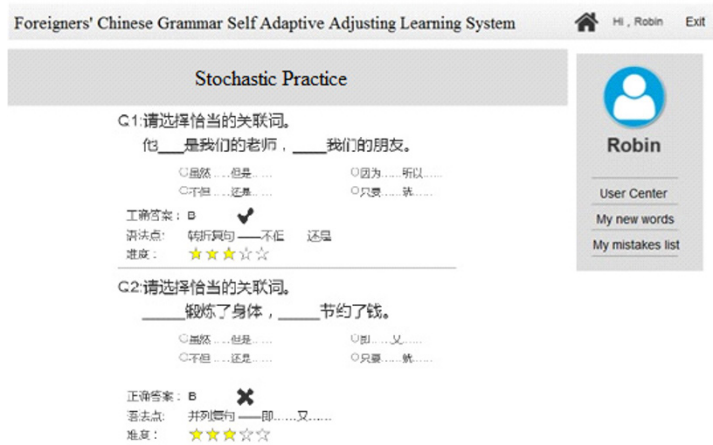 Foreigners' Chinese Grammar Self Adaptive Adjusting Learning System
Hi , Robin
Exit
Stochastic Practice
Q1:请选择恰当的关联词。
他___是我们的老师，____我们的朋友。
虽然……但是…… 因为……所以……
不但……还是…… 只要……就……
正确答案：B
语法点: 转折复句——不但 还是
难度：
Q2:请选择恰当的关联词。
_____锻炼了身体，_____节约了钱。
虽然……但是…… 即……又……
不但……还是…… 只要……就……
正确答案：B
语法点: 并列复句——即……又……
难度：
Robin
User Center
My new words
My mistakes list